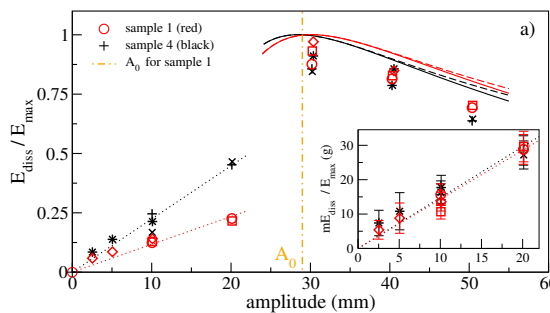 a)
sample 1 (red)
sample 4 (black)
A_0 for sample 1
E_diss / E_max
1
0.75
0.5
0.25
0
0 10 20 30 40 50 60
amplitude (mm)
A_0
mE_diss / E_max (g)
30
20
10
0
0 5 10 15 20